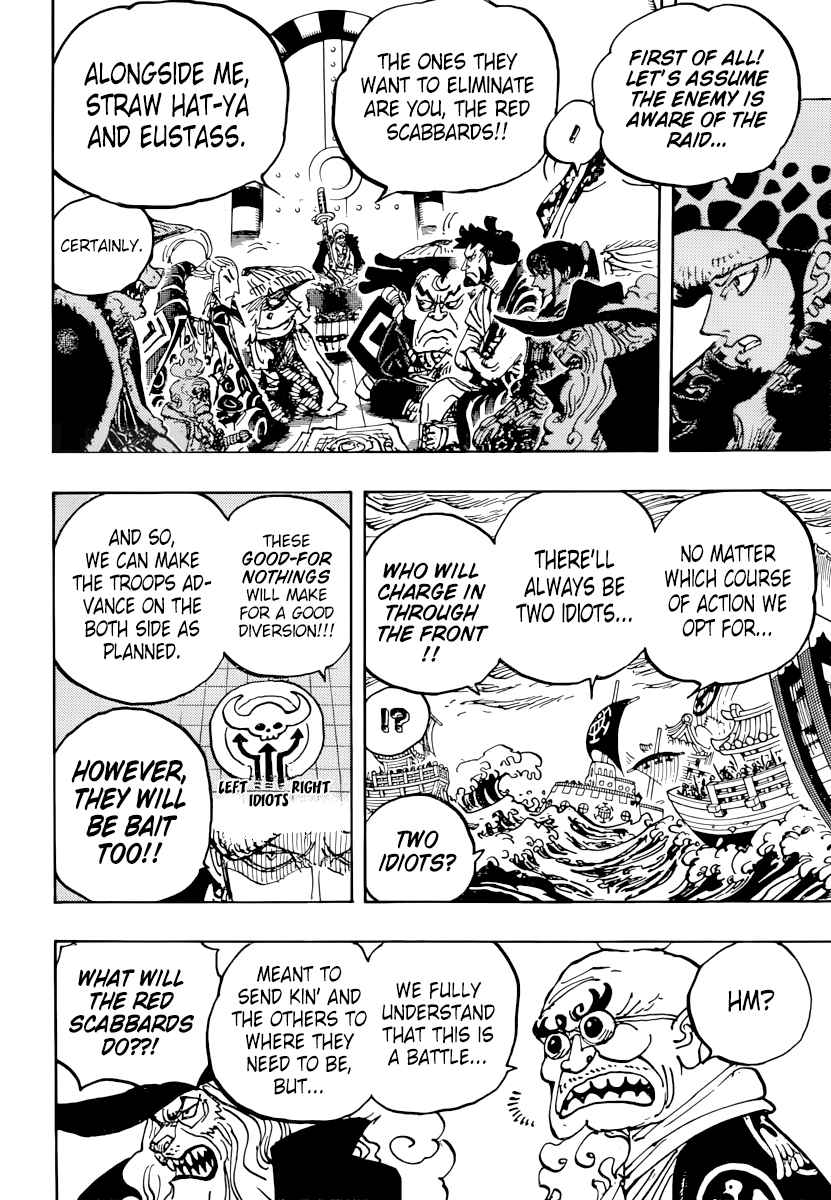 FIRST OF ALL!
LET'S ASSUME
THE ENEMY IS
AWARE OF THE
RAID...
!
THE ONES THEY
WANT TO ELIMINATE
ARE YOU, THE RED
SCABBARDS!!
ALONGSIDE ME,
STRAW HAT-YA
AND EUSTASS.
CERTAINLY.
NO MATTER
WHICH COURSE
OF ACTION WE
OPT FOR...
THERE'LL
ALWAYS BE
TWO IDIOTS...
WHO WILL
CHARGE IN
THROUGH
THE FRONT
!!
!?
TWO
IDIOTS?
THESE
GOOD-FOR
NOTHINGS
WILL MAKE
FOR A GOOD
DIVERSION!!!
AND SO,
WE CAN MAKE
THE TROOPS AD-
VANCE ON THE
BOTH SIDE AS
PLANNED.
LEFT RIGHT
IDIOTS
HOWEVER,
THEY WILL
BE BAIT
TOO!!
HM?
WE FULLY
UNDERSTAND
THAT THIS IS
A BATTLE...
MEANT TO
SEND KIN' AND
THE OTHERS TO
WHERE THEY
NEED TO BE,
BUT...
WHAT WILL
THE RED
SCABBARDS
DO??!